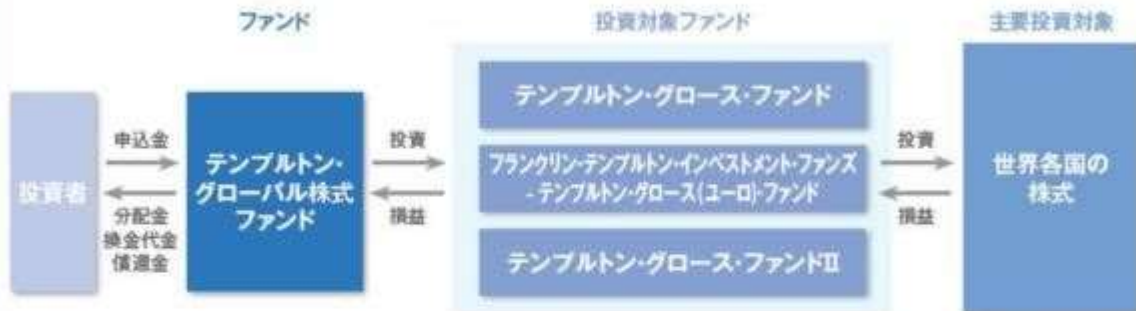 ファンド
投資対象ファンド
主要投資対象
投資者
申込金
分配金
換金代金
償還金
テンプルトン・
グローバル株式
ファンド
投資
損益
テンプルトン・グロース・ファンド
フランクリン・テンプルトン・インベストメント・ファンズ
-テンプルトン・グロース(ユーロ)・ファンド
テンプルトン・グロース・ファンドII
投資
損益
世界各国の
株式